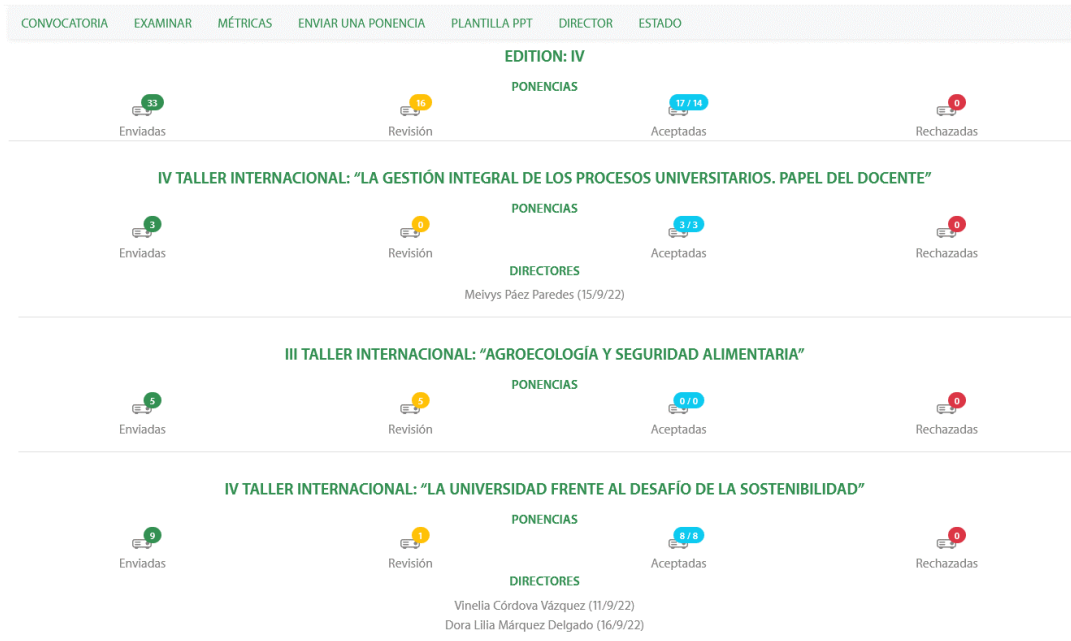 CONVOCATORIA EXAMINAR MÉTRICAS ENVIAR UNA PONENCIA PLANTILLA PPT DIRECTOR ESTADO
EDITION: IV
PONENCIAS
33 16 17 / 14 0
Enviadas Revisión Aceptadas Rechazadas
IV TALLER INTERNACIONAL: “LA GESTIÓN INTEGRAL DE LOS PROCESOS UNIVERSITARIOS. PAPEL DEL DOCENTE”
PONENCIAS
3 0 3 / 3 0
Enviadas Revisión Aceptadas Rechazadas
DIRECTORES
Meivys Páez Paredes (15/9/22)
III TALLER INTERNACIONAL: “AGROECOLOGÍA Y SEGURIDAD ALIMENTARIA”
PONENCIAS
5 5 0 / 0 0
Enviadas Revisión Aceptadas Rechazadas
IV TALLER INTERNACIONAL: “LA UNIVERSIDAD FRENTE AL DESAFÍO DE LA SOSTENIBILIDAD”
PONENCIAS
9 1 8 / 8 0
Enviadas Revisión Aceptadas Rechazadas
DIRECTORES
Vinelia Córdova Vázquez (11/9/22)
Dora Lilia Márquez Delgado (16/9/22)